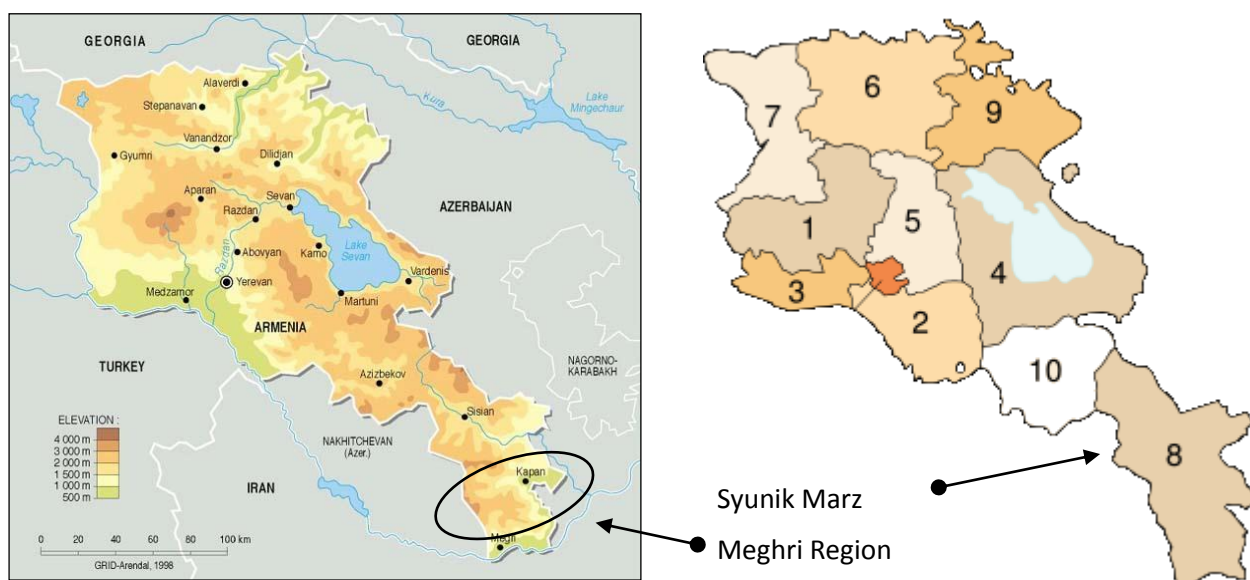 GEORGIA
GEORGIA
Alaverdi
Kura
Lake
Mingechaur
Stepanavan
Vanandzor
Gyumri
Dilidjan
Aparan
Sevan
Razdan
AZERBAIJAN
Razdan
Abovyan
Kamo
Lake
Sevan
Vardenis
Yerevan
Medzamor
Martuni
ARMENIA
TURKEY
NAGORNO-
KARABAKH
Azizbekov
ELEVATION :
4 000 m
3 000 m
2 000 m
1 500 m
1 000 m
500 m
Sisian
NAKHITCHEVAN
(Azer.)
Kapan
IRAN
Megri
0 20 40 60 80 100 km
GRID-Arendal, 1998
6
7
9
1
5
4
3
2
10
8
Syunik Marz
Meghri Region